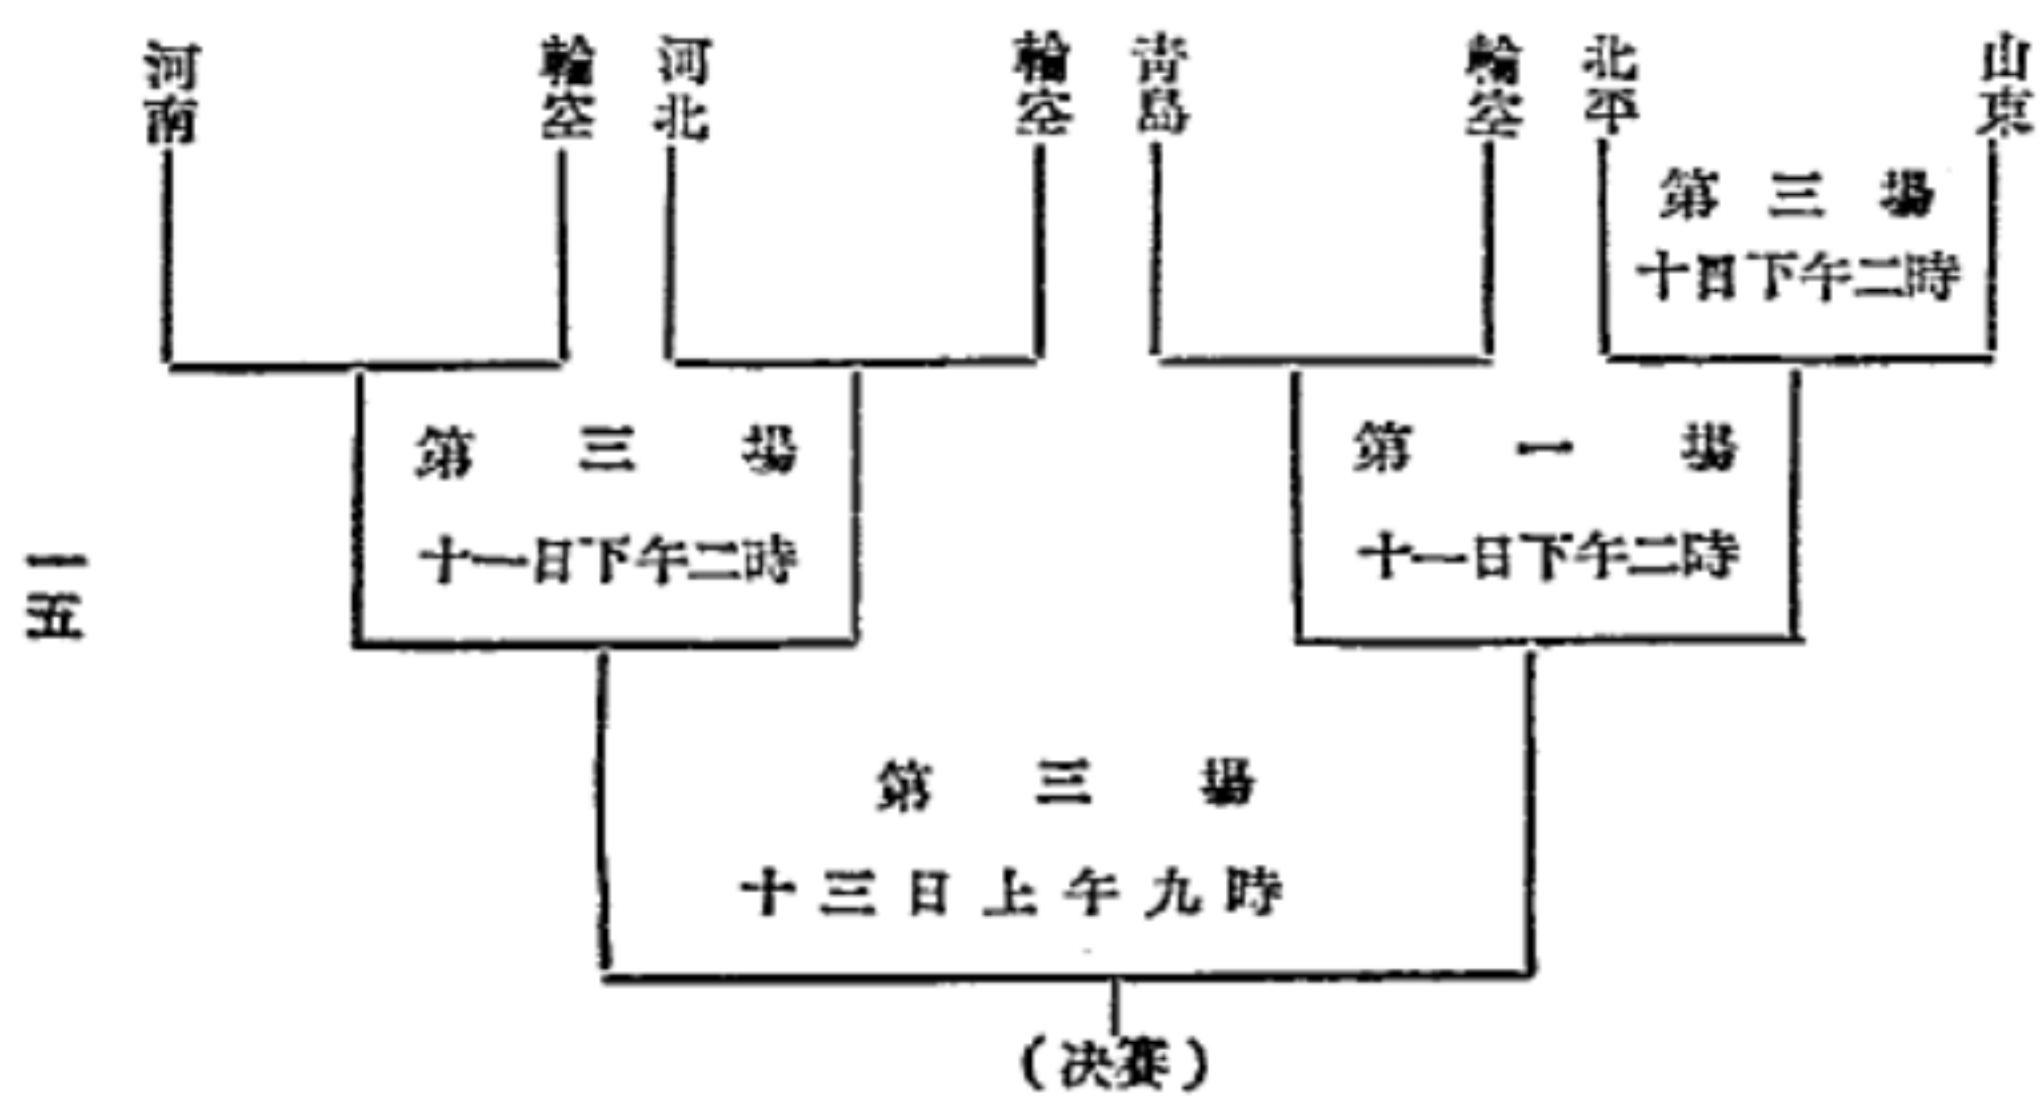 山東
北平
輪空
青島
輪空
河北
輪空
河南
第三場
十日下午二時
第一場
十一日下午二時
第三場
十一日下午二時
第三場
十三日上午九時
(决賽)
一五